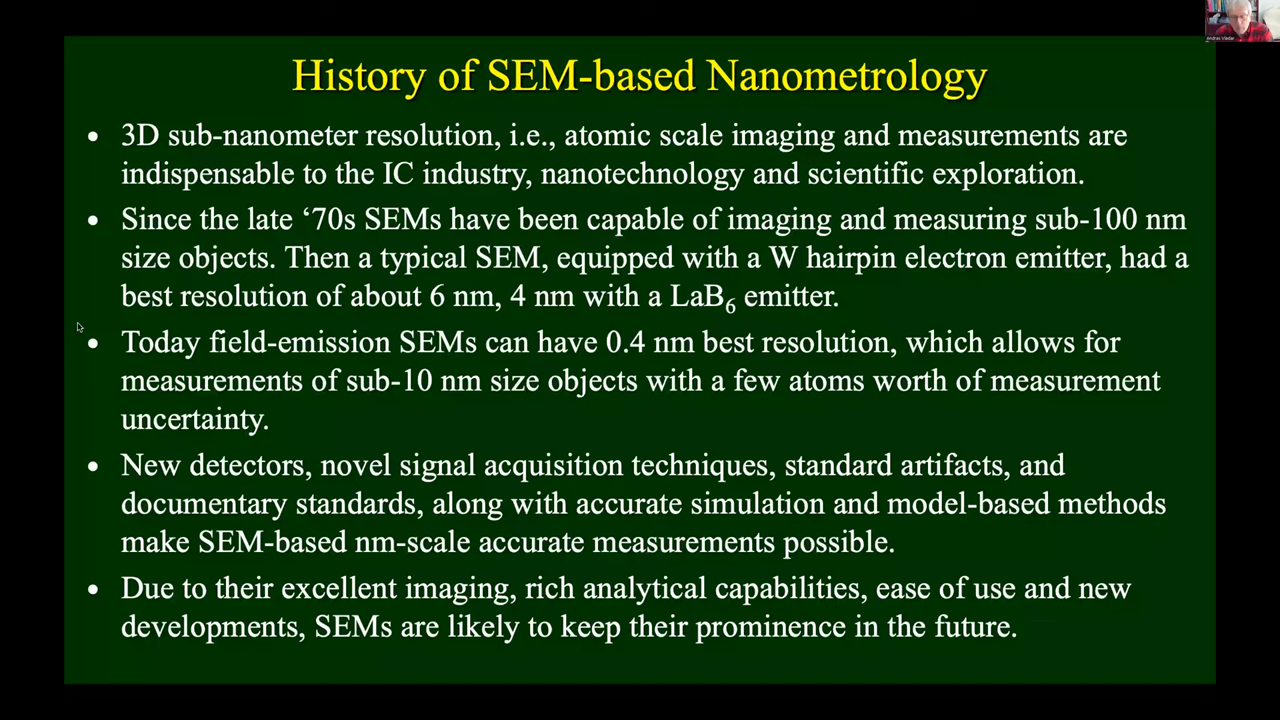 History of SEM-based Nanometrology
• 3D sub-nanometer resolution, i.e., atomic scale imaging and measurements are
indispensable to the IC industry, nanotechnology and scientific exploration.
• Since the late ‘70s SEMs have been capable of imaging and measuring sub-100 nm
size objects. Then a typical SEM, equipped with a W hairpin electron emitter, had a
best resolution of about 6 nm, 4 nm with a LaB₆ emitter.
• Today field-emission SEMs can have 0.4 nm best resolution, which allows for
measurements of sub-10 nm size objects with a few atoms worth of measurement
uncertainty.
• New detectors, novel signal acquisition techniques, standard artifacts, and
documentary standards, along with accurate simulation and model-based methods
make SEM-based nm-scale accurate measurements possible.
• Due to their excellent imaging, rich analytical capabilities, ease of use and new
developments, SEMs are likely to keep their prominence in the future.
Andras Vladar